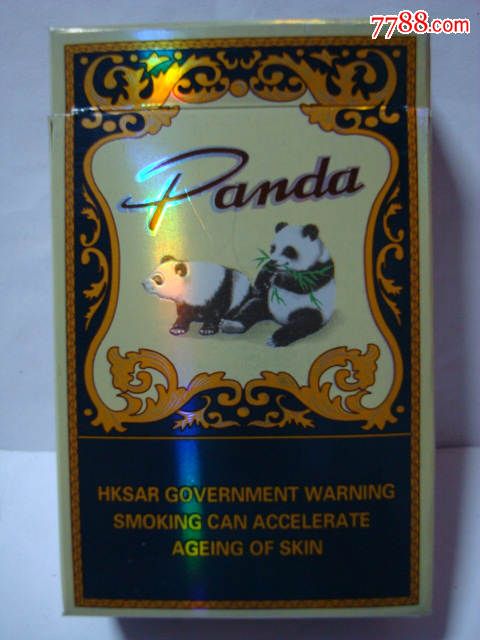 7788.com
Panda
HKSAR GOVERNMENT WARNING
SMOKING CAN ACCELERATE
AGEING OF SKIN